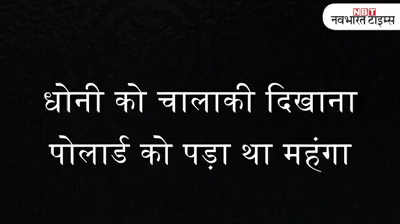 NBT
नवभारत टाइम्स
धोनी को चालाकी दिखाना
पोलार्ड को पड़ा था महंगा